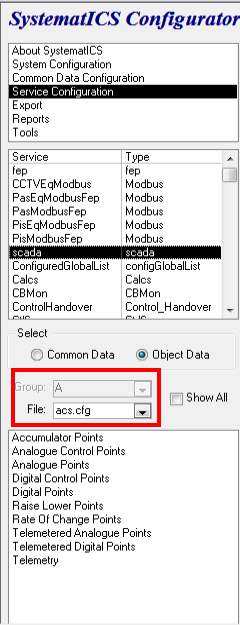 SystematICS Configurator
About SystematICS
System Configuration
Common Data Configuration
Service Configuration
Export
Reports
Tools
Service Type
fep fep
CCTVEqModbus Modbus
PasEqModbusFep Modbus
PasModbusFep Modbus
PisEqModbusFep Modbus
PisModbusFep Modbus
scada scada
ConfiguredGlobalList configGlobalList
Calcs Calcs
CBMon CBMon
ControlHandover Control_Handover
Select
Common Data Object Data
Group: A
File: acs.cfg
Show All
Accumulator Points
Analogue Control Points
Analogue Points
Digital Control Points
Digital Points
Raise Lower Points
Rate Of Change Points
Telemetered Analogue Points
Telemetered Digital Points
Telemetry